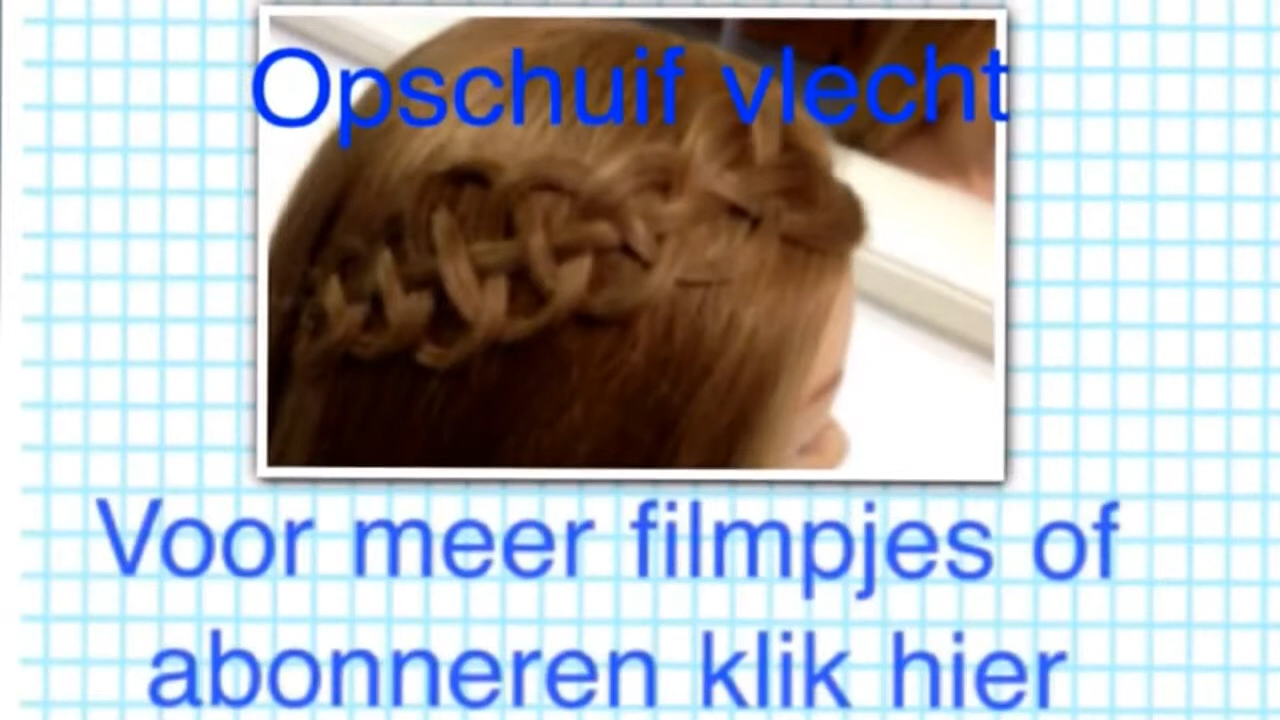 Opschuif vlecht
Voor meer filmpjes of
abonneren klik hier